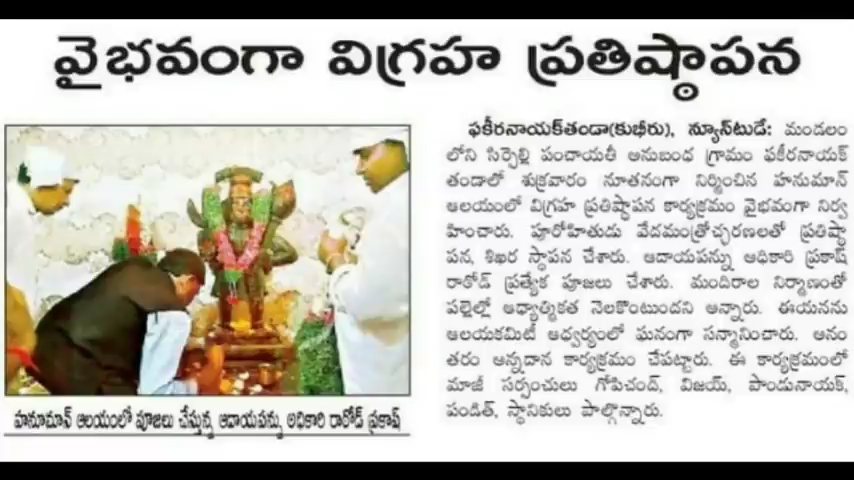 వైభవంగా విగ్రహ ప్రతిష్ఠాపన
ఫకీరనాయక్‌తండా(కుభీరు), న్యూస్‌టుడే: మండలం
లోని సిర్పెల్లి పంచాయతీ అనుబంధ గ్రామం ఫకీరనాయక్
తండాలో శుక్రవారం నూతనంగా నిర్మించిన హనుమాన్
ఆలయంలో విగ్రహ ప్రతిష్ఠాపన కార్యక్రమం వైభవంగా నిర్వ
హించారు. పూరోహితుడు వేదమంత్రోచ్ఛరణలతో ప్రతిష్ఠా
పన, శిఖర స్థాపన చేశారు. ఆదాయపన్ను అధికారి ప్రకాష్
రాఠోడ్ ప్రత్యేక పూజలు చేశారు. మందిరాల నిర్మాణంతో
పల్లెల్లో ఆధ్యాత్మికత నెలకొంటుందని అన్నారు. ఈయనను
ఆలయకమిటీ ఆధ్వర్యంలో ఘనంగా సన్మానించారు. అనం
తరం అన్నదాన కార్యక్రమం చేపట్టారు. ఈ కార్యక్రమంలో
మాజీ సర్పంచులు గోపిచంద్, విజయ్, పాండునాయక్,
పండిత్, స్థానికులు పాల్గొన్నారు.
హనూమాన్ ఆలయంలో పూజలు చేస్తున్న ఆదాయపన్ను అధికారి రాఠోడ్ ప్రకాష్